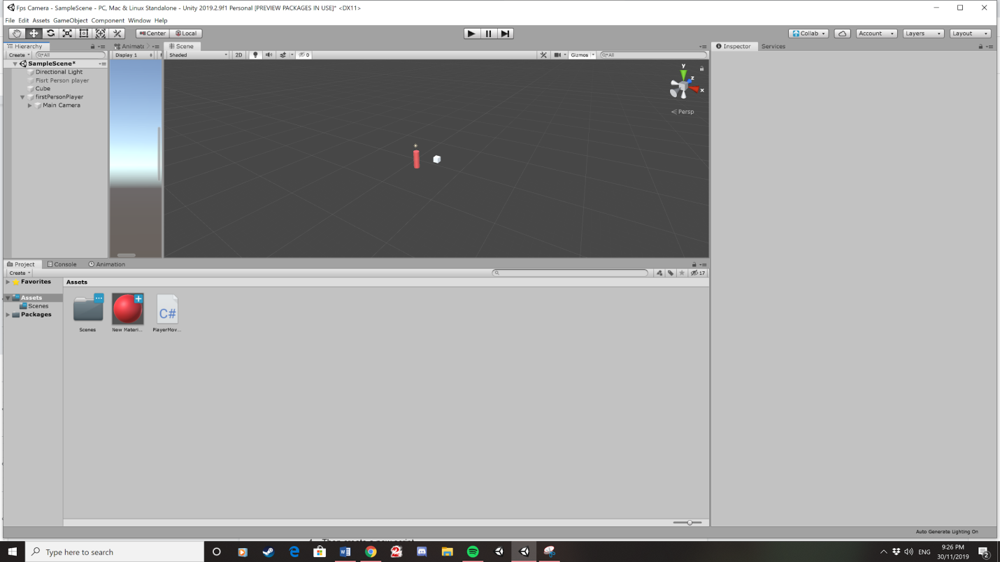 Fps Camera - SampleScene - PC, Mac & Linux Standalone - Unity 2019.2.9f1 Personal [PREVIEW PACKAGES IN USE]* <DX11>
File Edit Assets GameObject Component Window Help
Center Local Collab Account Layers Layout
Hierarchy Animato Scene Inspector Services
Create All Display 1 Shaded 2D 0 Gizmos All
SampleScene*
Directional Light
Fisrt Person player
Cube
firstPersonPlayer
Main Camera
y
z
x
Persp
Project Console Animation
Create 17
Favorites
Assets
Scenes
Packages
Assets
Scenes New Materi... PlayerMov...
C#
Auto Generate Lighting On
Type here to search
ENG
9:26 PM
30/11/2019
2